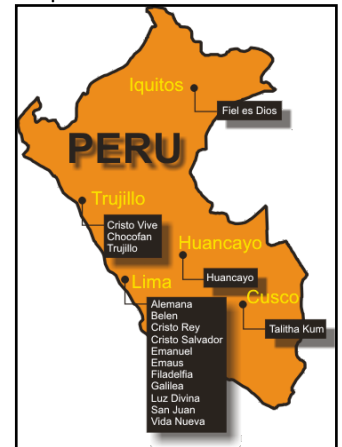 Iquitos
Fiel es Dios
PERU
Trujillo
Cristo Vive
Chocofan
Trujillo
Huancayo
Huancayo
Lima
Alemana
Belen
Cristo Rey
Cristo Salvador
Emanuel
Emaus
Filadelfia
Galilea
Luz Divina
San Juan
Vida Nueva
Cusco
Talitha Kum